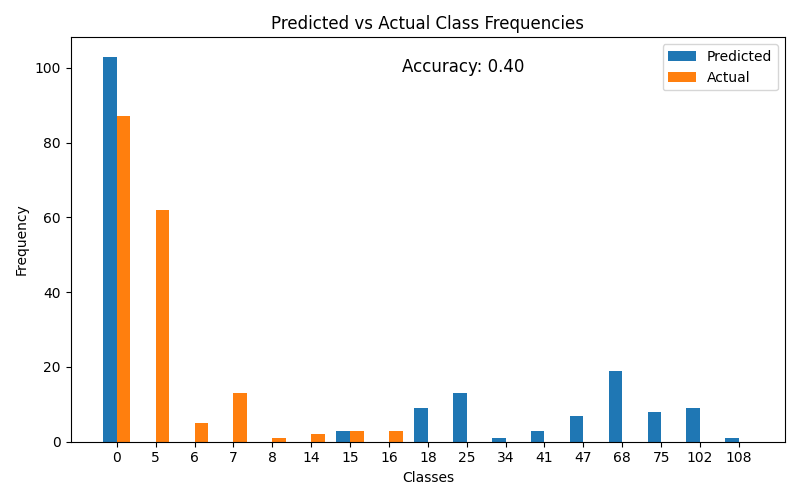 Predicted vs Actual Class Frequencies
Accuracy: 0.40
Predicted
Actual
Frequency
100
80
60
40
20
0
0 5 6 7 8 14 15 16 18 25 34 41 47 68 75 102 108
Classes